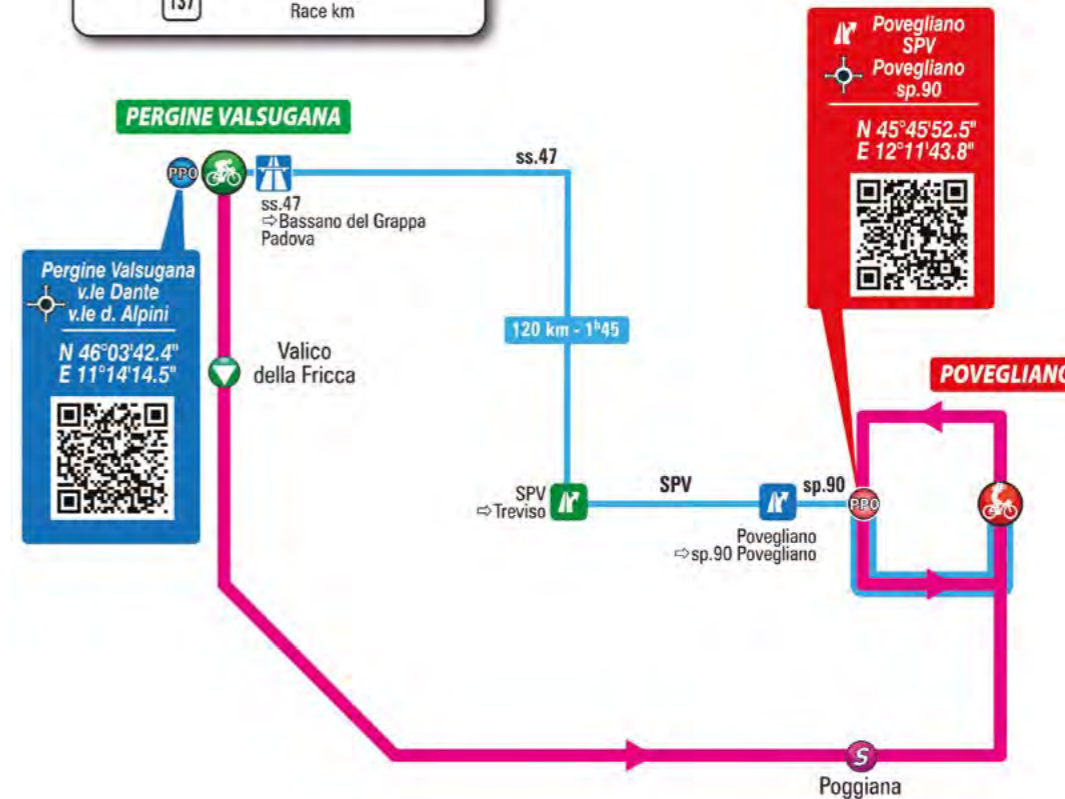 137
Race km
Povegliano
SPV
Povegliano
sp.90
N 45°45'52.5"
E 12°11'43.8"
PERGINE VALSUGANA
ss.47
PPO
ss.47
⇨Bassano del Grappa
Padova
Pergine Valsugana
v.le Dante
v.le d. Alpini
N 46°03'42.4"
E 11°14'14.5"
120 km - 1ʰ45
Valico
della Fricca
POVEGLIANO
SPV
⇨Treviso
SPV
sp.90
PPO
Povegliano
⇨sp.90 Povegliano
S
Poggiana